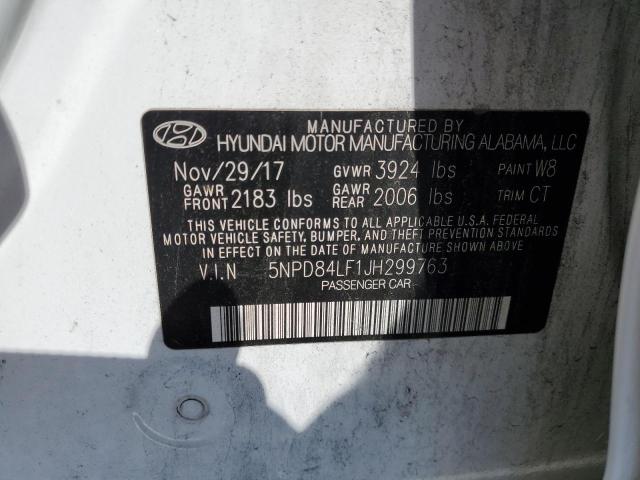 MANUFACTURED BY
HYUNDAI MOTOR MANUFACTURING ALABAMA, LLC
Nov/29/17 GVWR 3924 lbs PAINT W8
GAWR FRONT 2183 lbs GAWR REAR 2006 lbs TRIM CT
THIS VEHICLE CONFORMS TO ALL APPLICABLE U.S.A. FEDERAL
MOTOR VEHICLE SAFETY, BUMPER, AND THEFT PREVENTION STANDARDS
IN EFFECT ON THE DATE OF MANUFACTURE SHOWN ABOVE.
V.I.N 5NPD84LF1JH299763
PASSENGER CAR